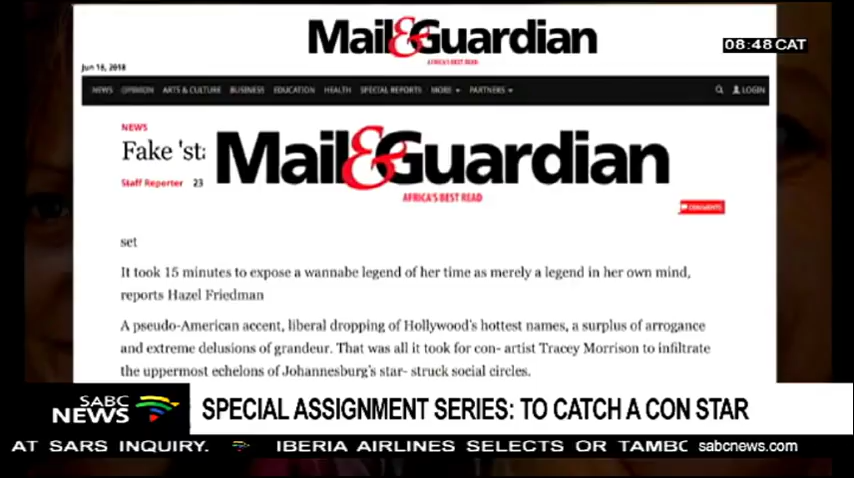 Mail&Guardian
AFRICA'S BEST READ
08:48 CAT
Jun 18, 2018
NEWS OPINION ARTS & CULTURE BUSINESS EDUCATION HEALTH SPECIAL REPORTS MORE PARTNERS LOGIN
NEWS
Fake 'sta
Mail&Guardian
Staff Reporter 23
AFRICA'S BEST READ
COMMENTS
set
It took 15 minutes to expose a wannabe legend of her time as merely a legend in her own mind,
reports Hazel Friedman
A pseudo-American accent, liberal dropping of Hollywood's hottest names, a surplus of arrogance
and extreme delusions of grandeur. That was all it took for con- artist Tracey Morrison to infiltrate
the uppermost echelons of Johannesburg's star- struck social circles.
SABC
NEWS
SPECIAL ASSIGNMENT SERIES: TO CATCH A CON STAR
AT SARS INQUIRY. IBERIA AIRLINES SELECTS OR TAMBO sabcnews.com